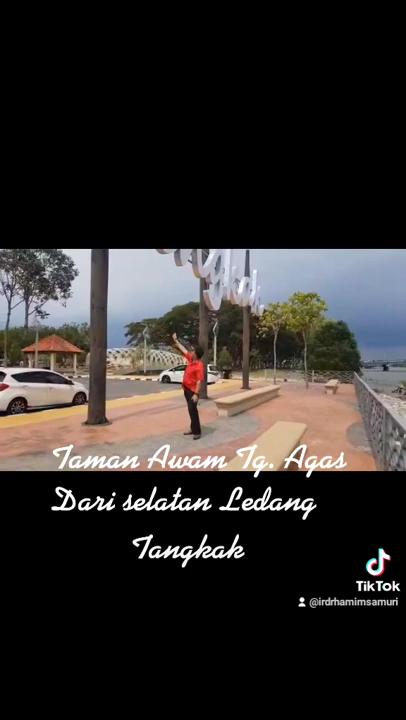 Taman Awam Tg. Agas
Dari selatan Ledang
Tangkak
TikTok
@irdrhamimsamuri